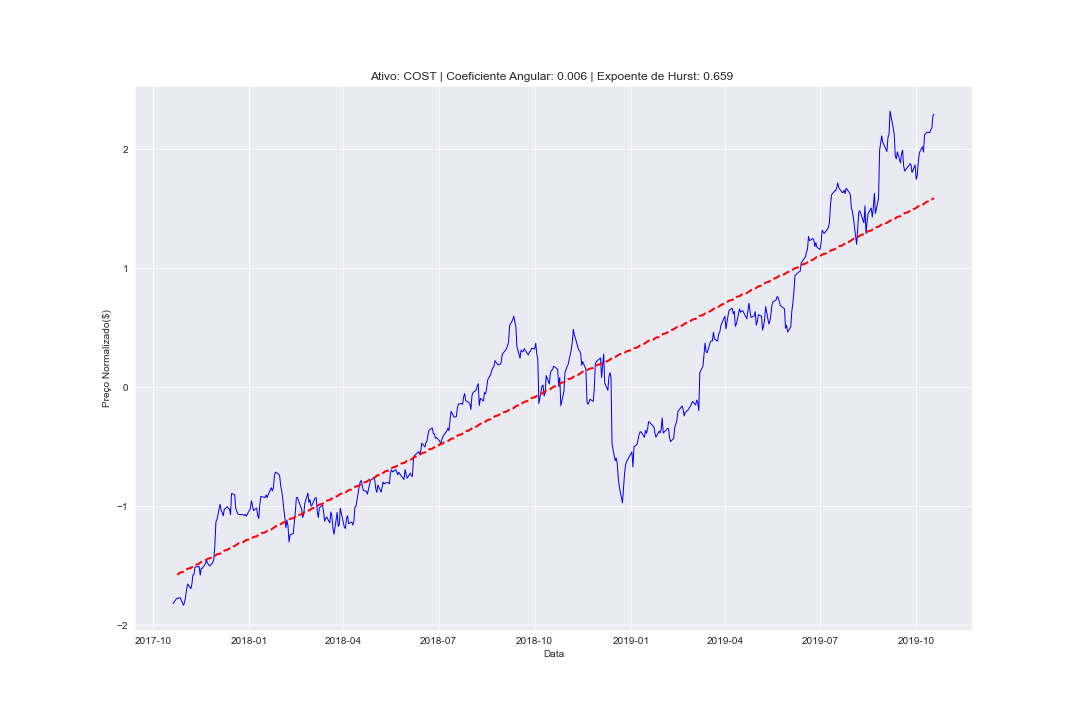 Ativo: COST | Coeficiente Angular: 0.006 | Expoente de Hurst: 0.659
Preço Normalizado($)
2
1
0
−1
−2
2017-10 2018-01 2018-04 2018-07 2018-10 2019-01 2019-04 2019-07 2019-10
Data